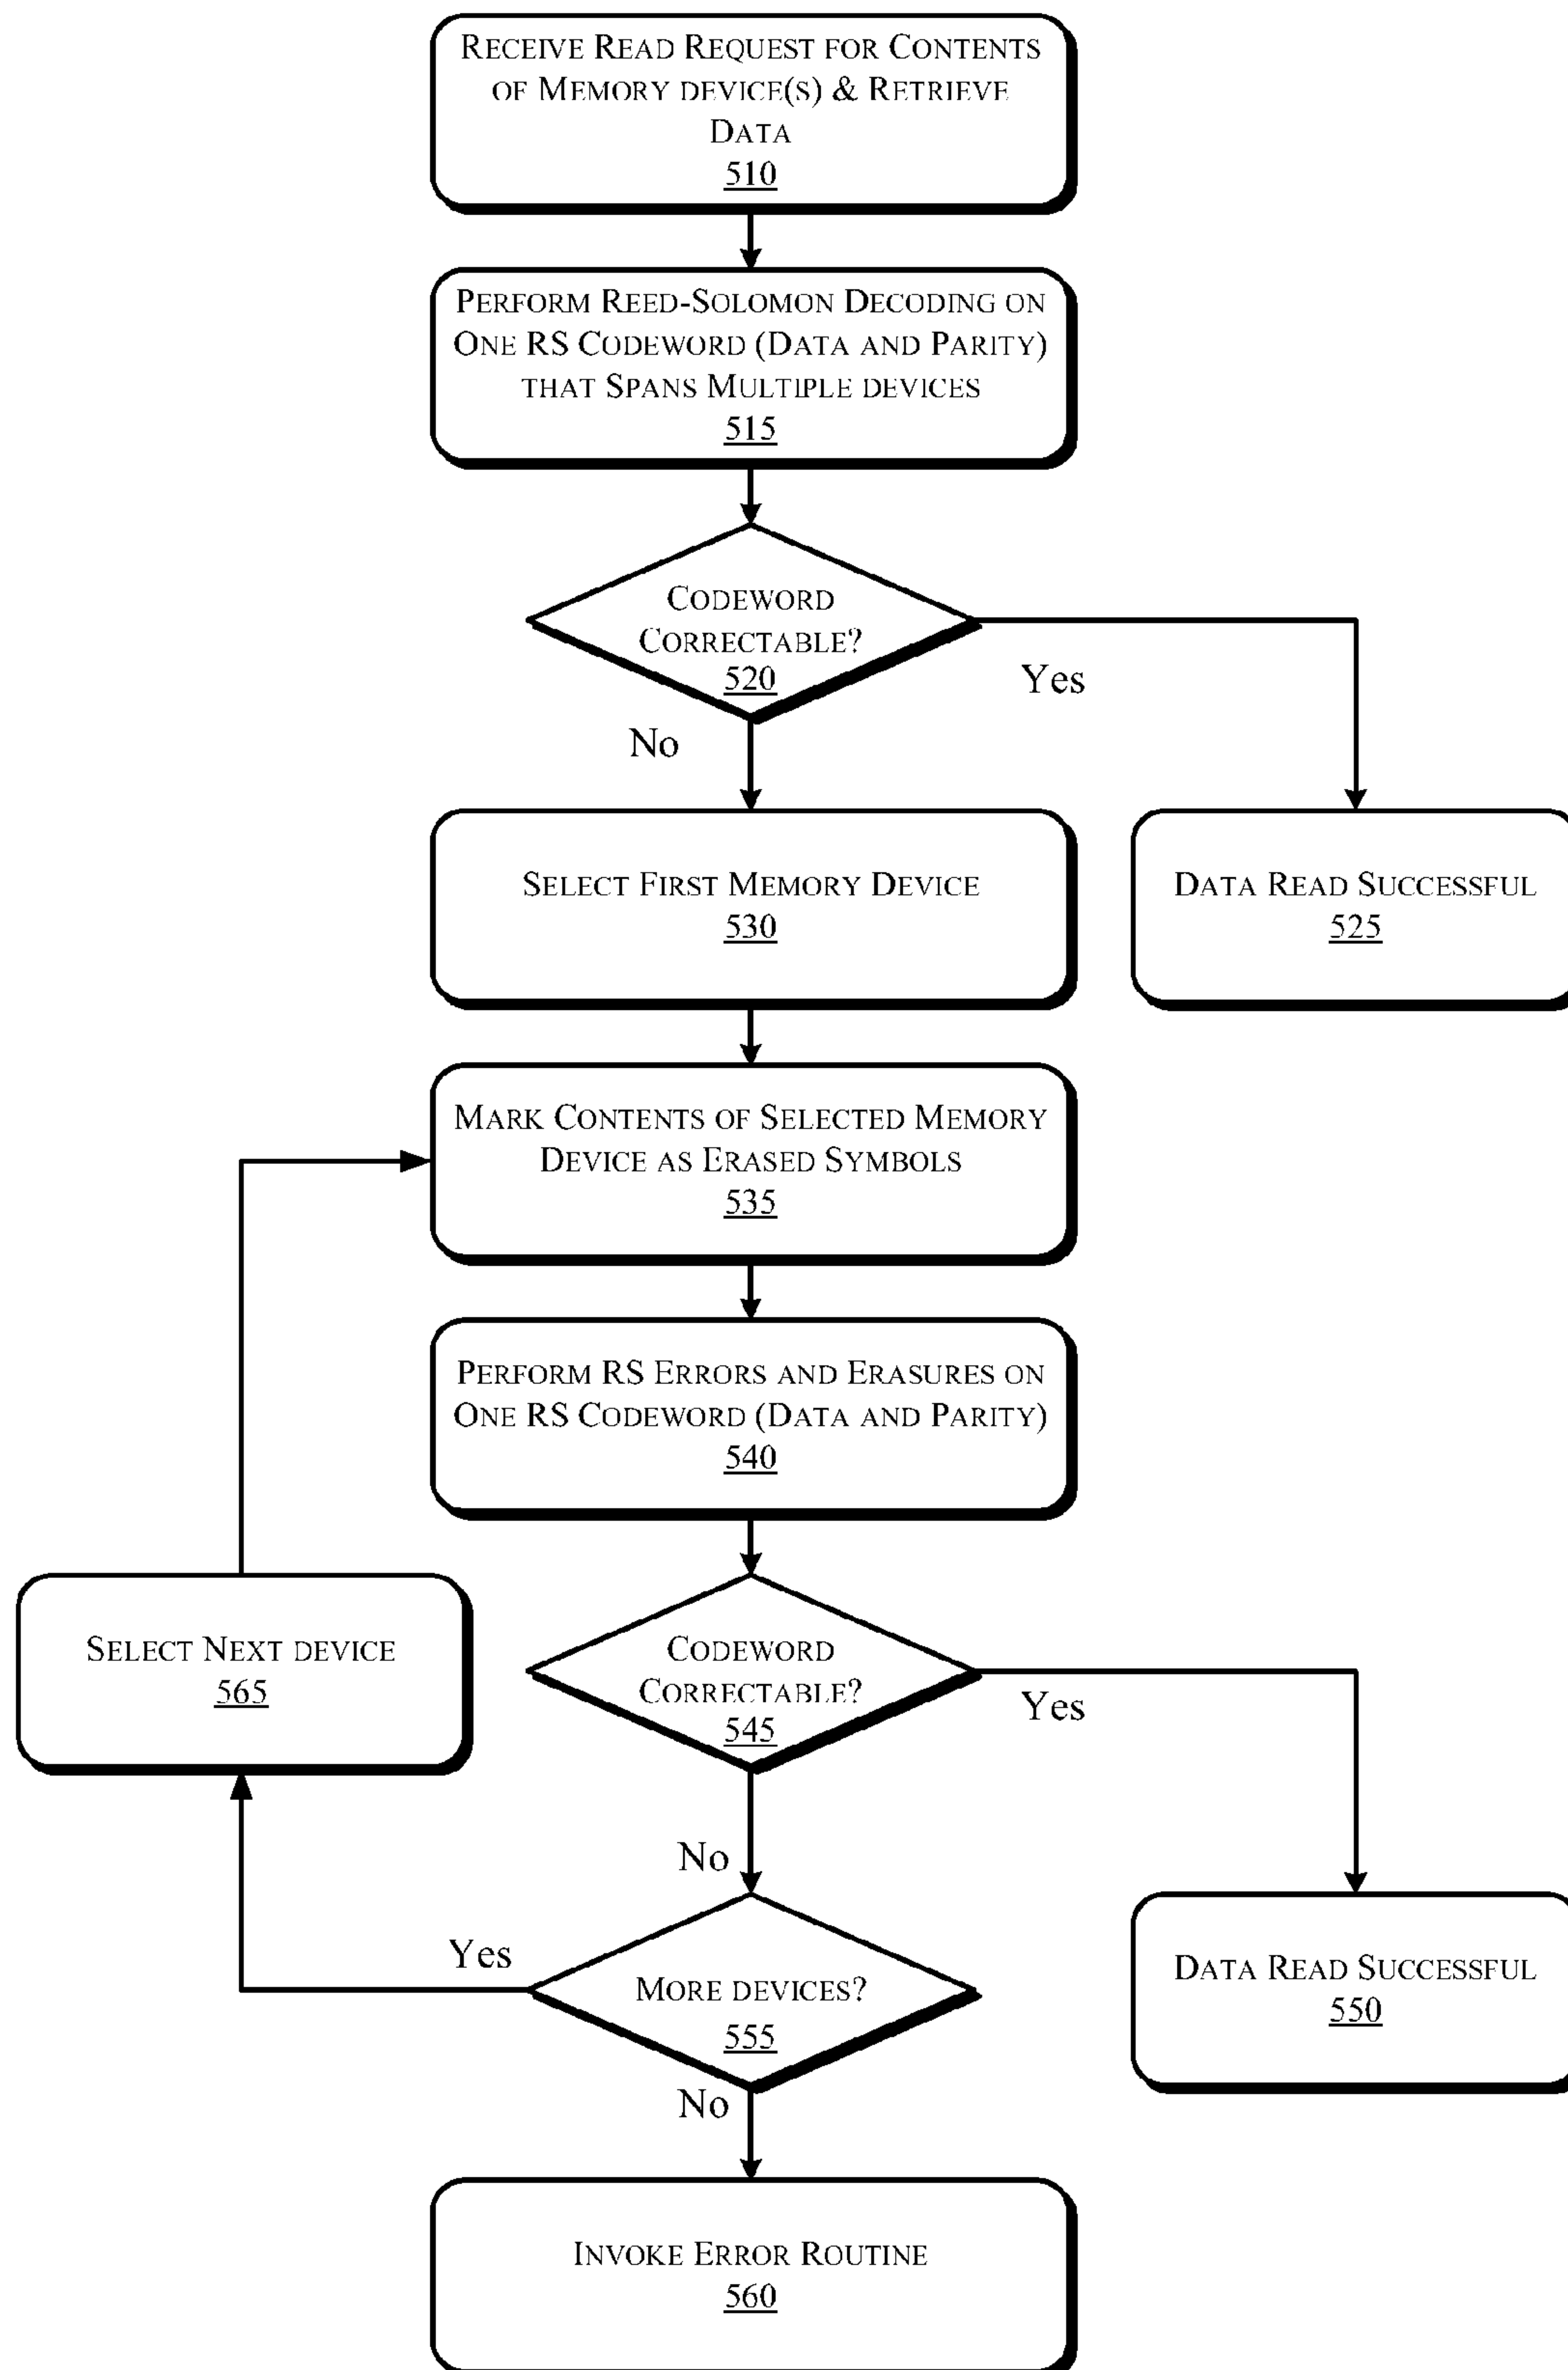 RECEIVE READ REQUEST FOR CONTENTS
OF MEMORY DEVICE(S) & RETRIEVE
DATA
510
PERFORM REED-SOLOMON DECODING ON
ONE RS CODEWORD (DATA AND PARITY)
THAT SPANS MULTIPLE DEVICES
515
CODEWORD
CORRECTABLE?
520
Yes
No
SELECT FIRST MEMORY DEVICE
530
DATA READ SUCCESSFUL
525
MARK CONTENTS OF SELECTED MEMORY
DEVICE AS ERASED SYMBOLS
535
PERFORM RS ERRORS AND ERASURES ON
ONE RS CODEWORD (DATA AND PARITY)
540
SELECT NEXT DEVICE
565
CODEWORD
CORRECTABLE?
545
Yes
No
Yes
MORE DEVICES?
555
DATA READ SUCCESSFUL
550
No
INVOKE ERROR ROUTINE
560